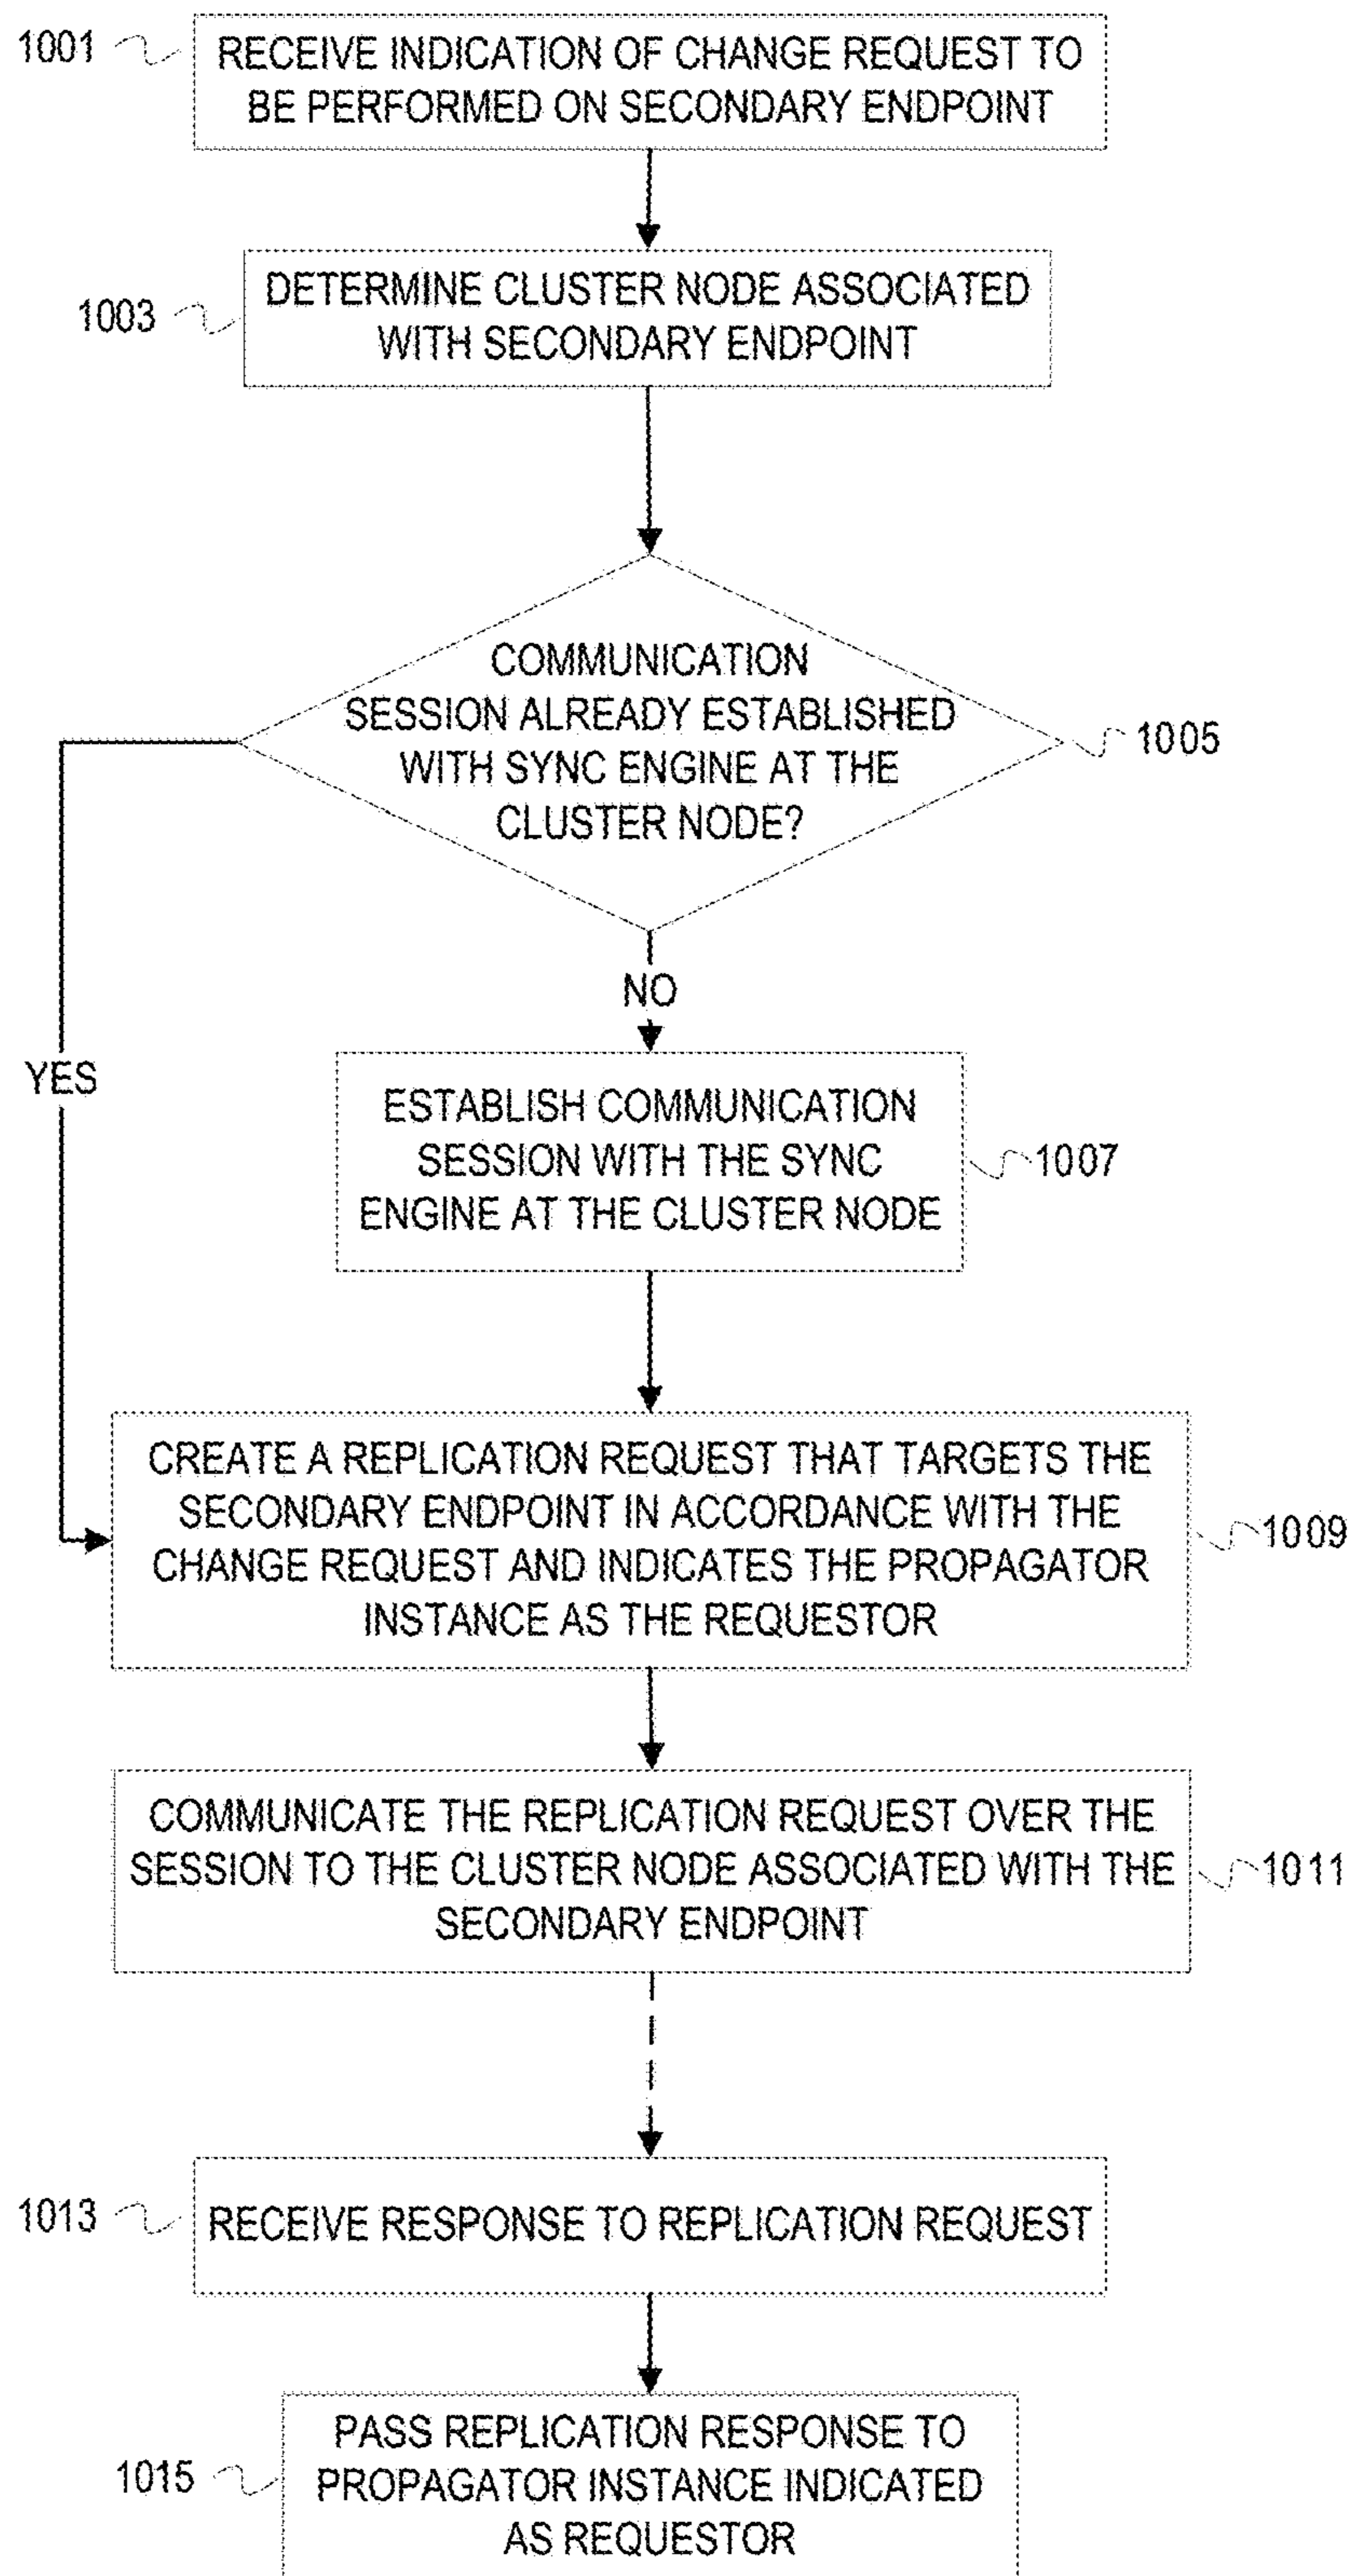 1001
RECEIVE INDICATION OF CHANGE REQUEST TO
BE PERFORMED ON SECONDARY ENDPOINT
1003
DETERMINE CLUSTER NODE ASSOCIATED
WITH SECONDARY ENDPOINT
COMMUNICATION
SESSION ALREADY ESTABLISHED
WITH SYNC ENGINE AT THE
CLUSTER NODE?
1005
NO
YES
ESTABLISH COMMUNICATION
SESSION WITH THE SYNC
ENGINE AT THE CLUSTER NODE
1007
CREATE A REPLICATION REQUEST THAT TARGETS THE
SECONDARY ENDPOINT IN ACCORDANCE WITH THE
CHANGE REQUEST AND INDICATES THE PROPAGATOR
INSTANCE AS THE REQUESTOR
1009
COMMUNICATE THE REPLICATION REQUEST OVER THE
SESSION TO THE CLUSTER NODE ASSOCIATED WITH THE
SECONDARY ENDPOINT
1011
1013
RECEIVE RESPONSE TO REPLICATION REQUEST
1015
PASS REPLICATION RESPONSE TO
PROPAGATOR INSTANCE INDICATED
AS REQUESTOR